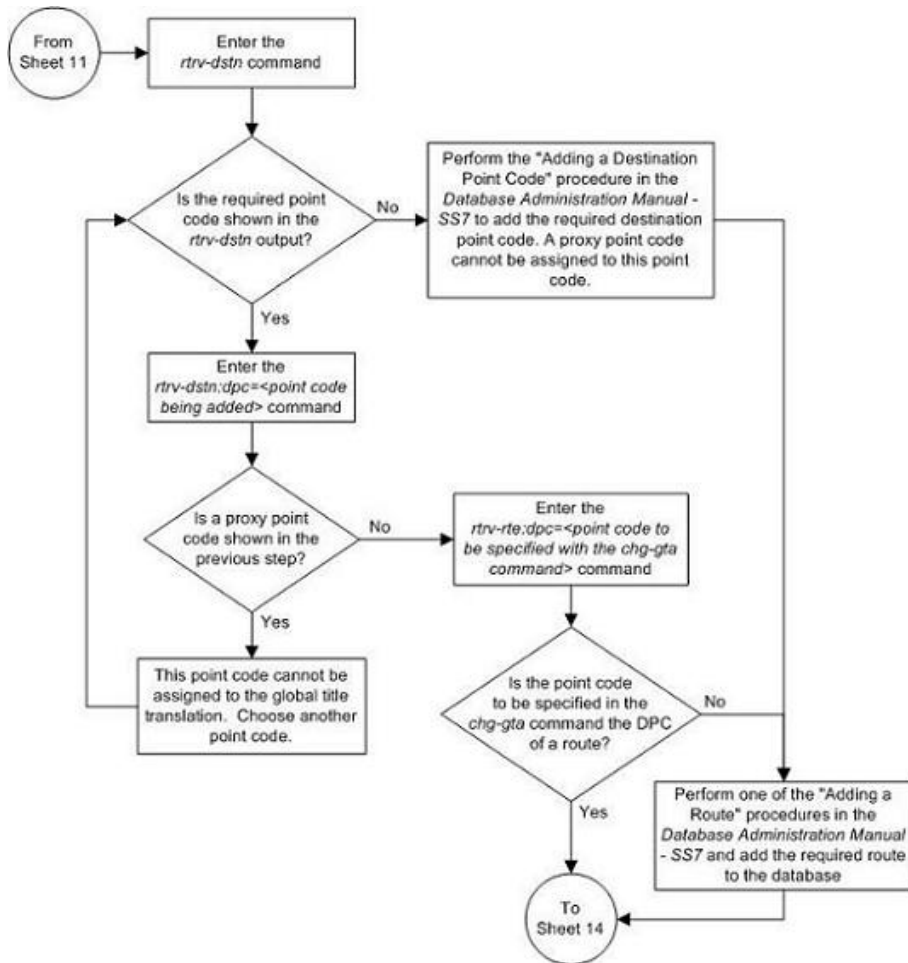 From
Sheet 11
Enter the
rtrv-dstn command
Is the required point
code shown in the
rtrv-dstn output?
No
Perform the "Adding a Destination
Point Code" procedure in the
Database Administration Manual -
SS7 to add the required destination
point code. A proxy point code
cannot be assigned to this point
code.
Yes
Enter the
rtrv-dstn:dpc=<point code
being added> command
Is a proxy point
code shown in the
previous step?
No
Enter the
rtrv-rte:dpc=<point code to
be specified with the chg-gta
command> command
Yes
This point code cannot be
assigned to the global title
translation. Choose another
point code.
Is the point code
to be specified in the
chg-gta command the DPC
of a route?
No
Yes
Perform one of the "Adding a
Route" procedures in the
Database Administration Manual
- SS7 and add the required route
to the database
To
Sheet 14